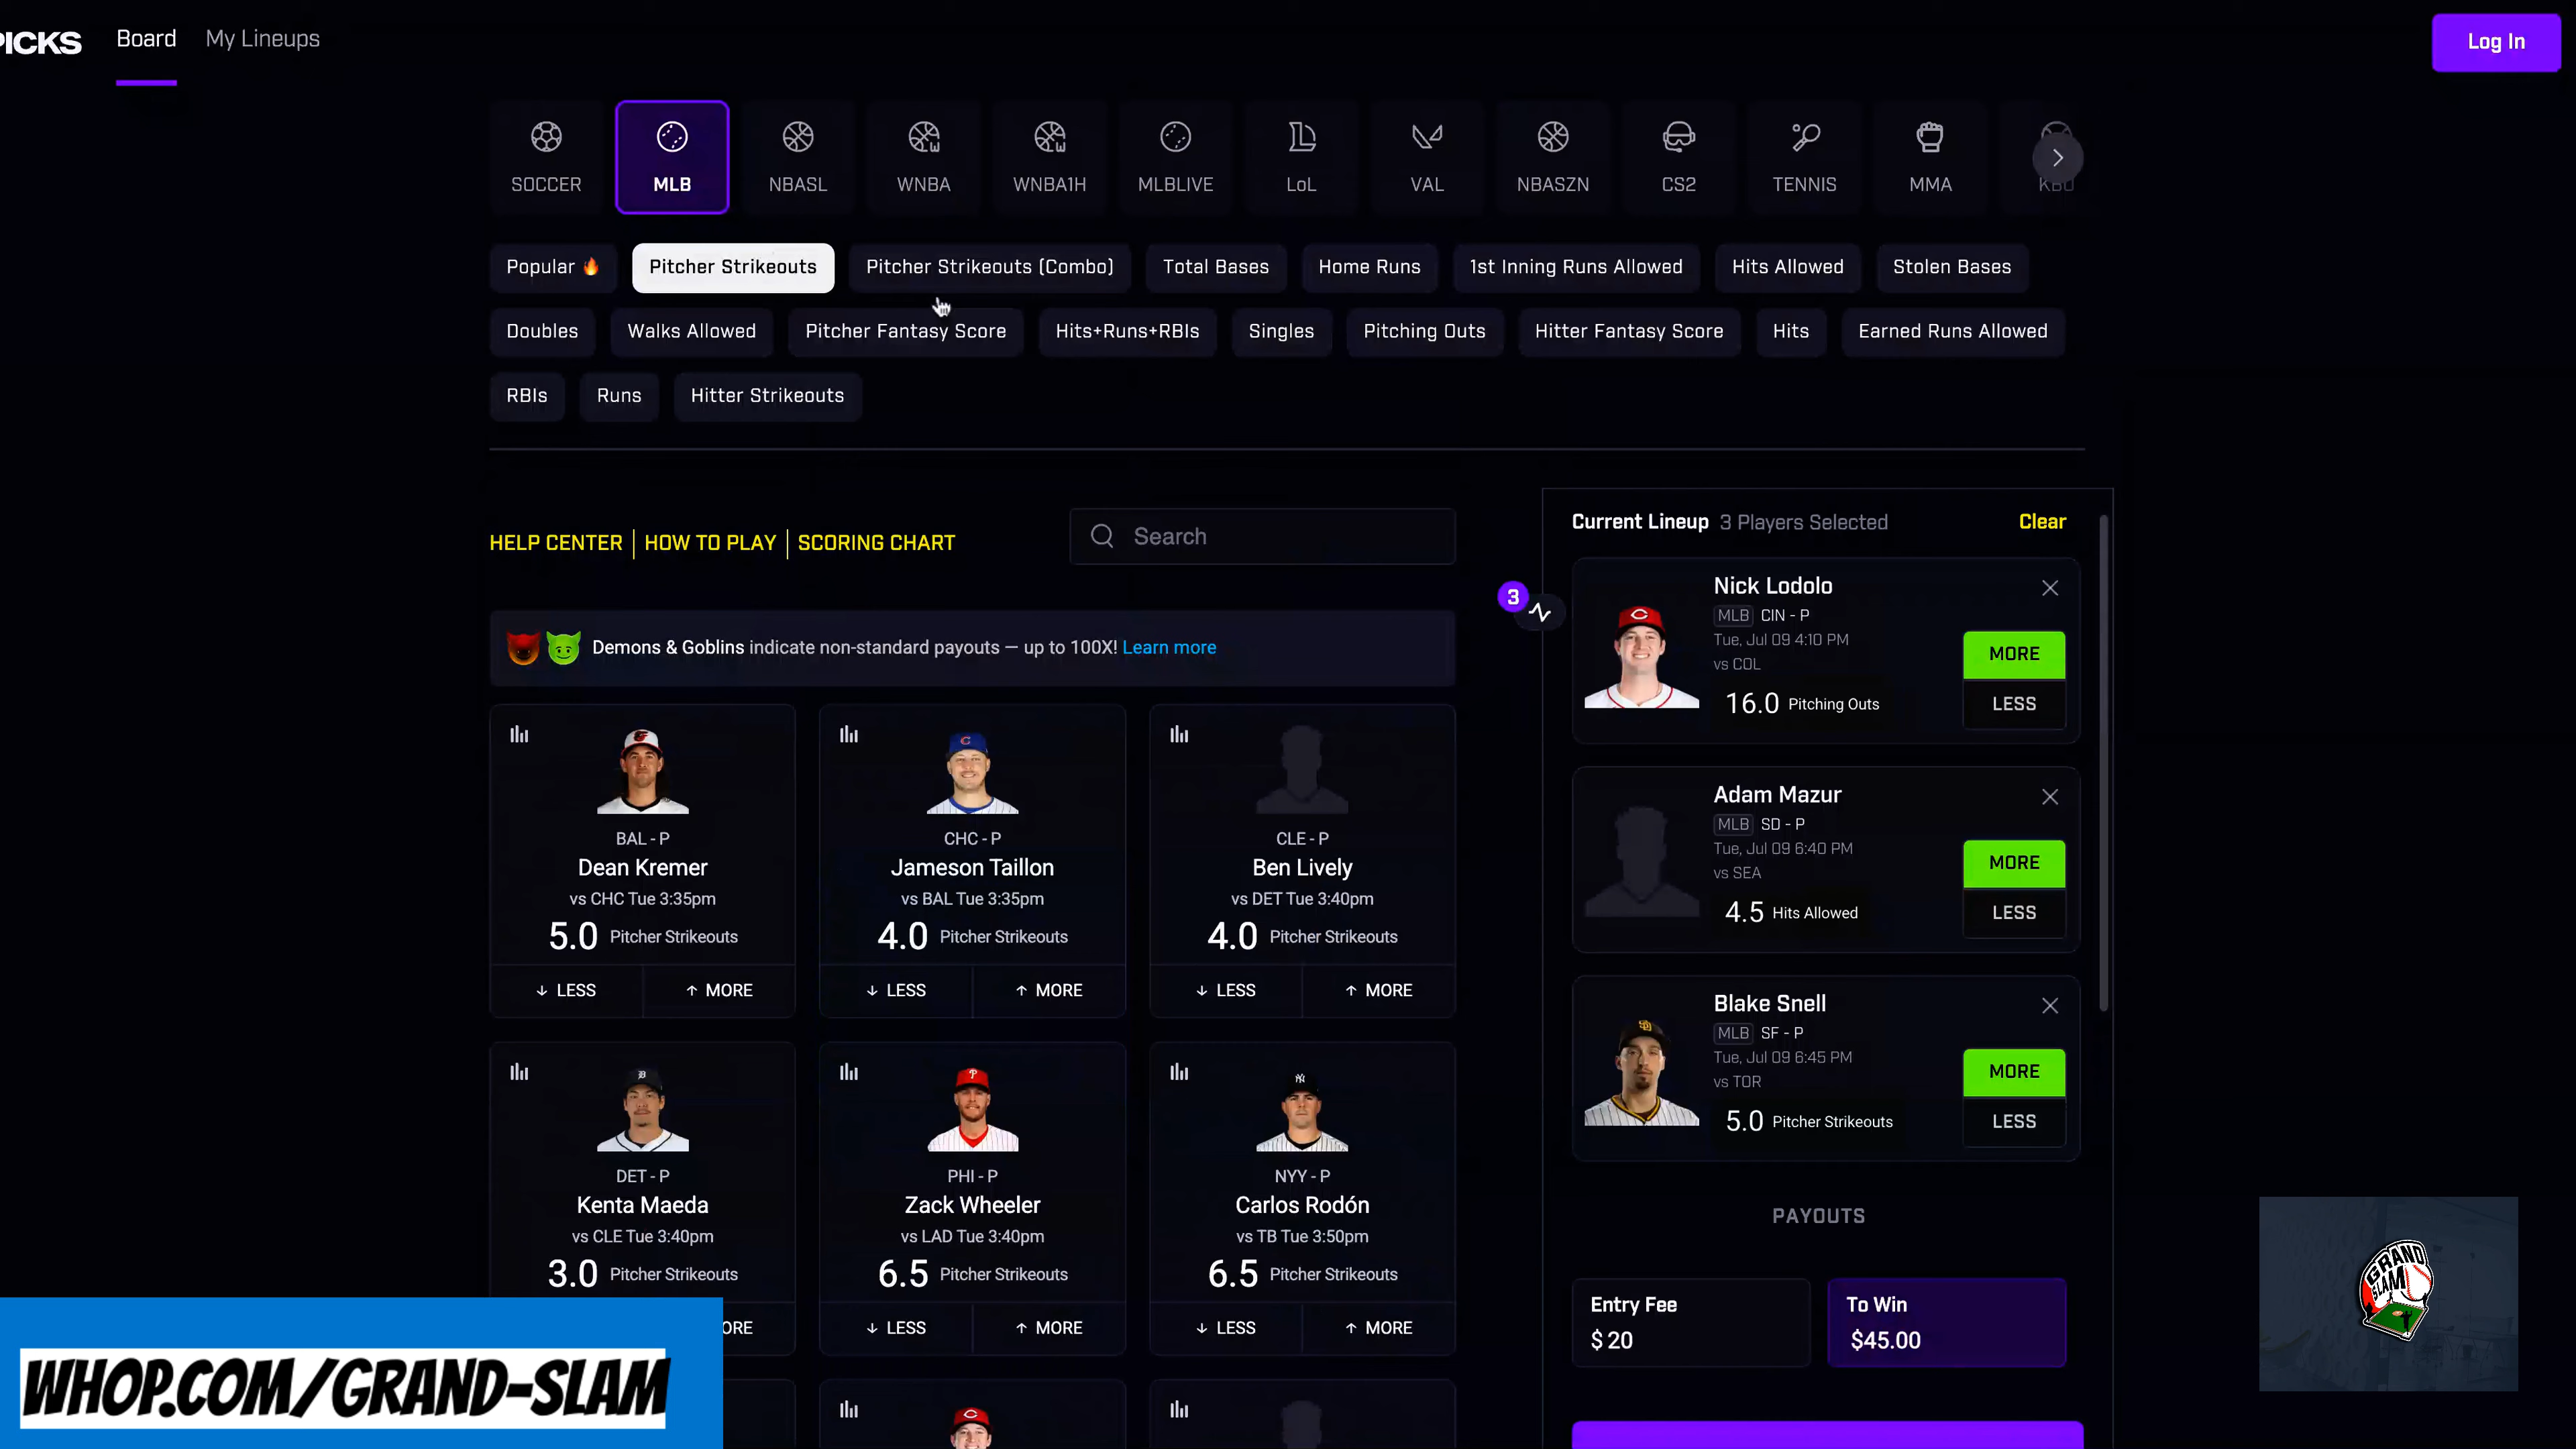 PICKS
Board
My Lineups
Log In
SOCCER
MLB
NBASL
WNBA
WNBA1H
MLBLIVE
LoL
VAL
NBASZN
CS2
TENNIS
MMA
Popular
Pitcher Strikeouts
Pitcher Strikeouts (Combo)
Total Bases
Home Runs
1st Inning Runs Allowed
Hits Allowed
Stolen Bases
Doubles
Walks Allowed
Pitcher Fantasy Score
Hits+Runs+RBIs
Singles
Pitching Outs
Hitter Fantasy Score
Hits
Earned Runs Allowed
RBIs
Runs
Hitter Strikeouts
HELP CENTER
HOW TO PLAY
SCORING CHART
Search
Demons & Goblins indicate non-standard payouts — up to 100X! Learn more
BAL - P
Dean Kremer
vs CHC Tue 3:35pm
5.0 Pitcher Strikeouts
LESS
MORE
CHC - P
Jameson Taillon
vs BAL Tue 3:35pm
4.0 Pitcher Strikeouts
LESS
MORE
CLE - P
Ben Lively
vs DET Tue 3:40pm
4.0 Pitcher Strikeouts
LESS
MORE
DET - P
Kenta Maeda
vs CLE Tue 3:40pm
3.0 Pitcher Strikeouts
ORE
PHI - P
Zack Wheeler
vs LAD Tue 3:40pm
6.5 Pitcher Strikeouts
LESS
MORE
NYY - P
Carlos Rodón
vs TB Tue 3:50pm
6.5 Pitcher Strikeouts
LESS
MORE
Current Lineup 3 Players Selected
Clear
3
Nick Lodolo
MLB CIN - P
Tue, Jul 09 4:10 PM
vs COL
16.0 Pitching Outs
MORE
LESS
Adam Mazur
MLB SD - P
Tue, Jul 09 6:40 PM
vs SEA
4.5 Hits Allowed
MORE
LESS
Blake Snell
MLB SF - P
Tue, Jul 09 6:45 PM
vs TOR
5.0 Pitcher Strikeouts
MORE
LESS
PAYOUTS
Entry Fee
$ 20
To Win
$45.00
WHOP.COM/GRAND-SLAM
GRAND
SLAM